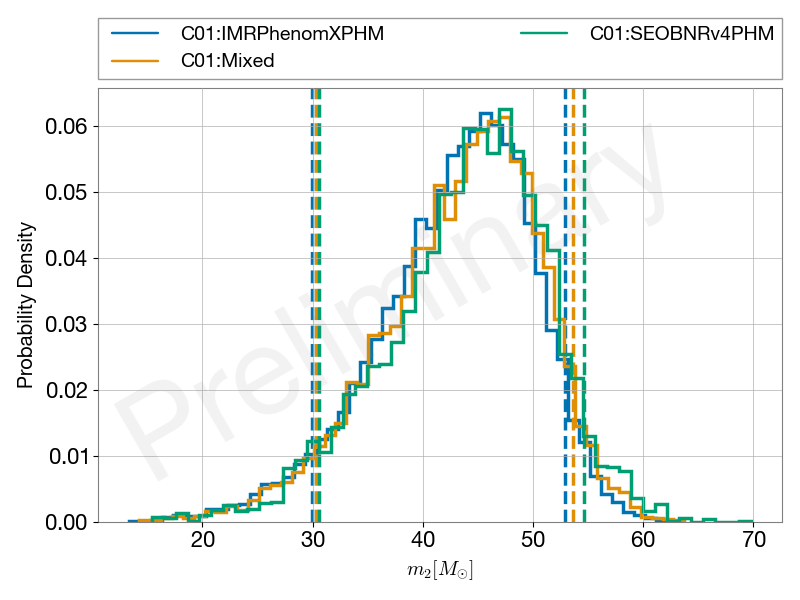 C01:IMRPhenomXPHM
C01:Mixed
C01:SEOBNRv4PHM
0.06
0.05
0.04
0.03
0.02
0.01
0.00
Probability Density
Preliminary
20 30 40 50 60 70
m₂[M⊙]